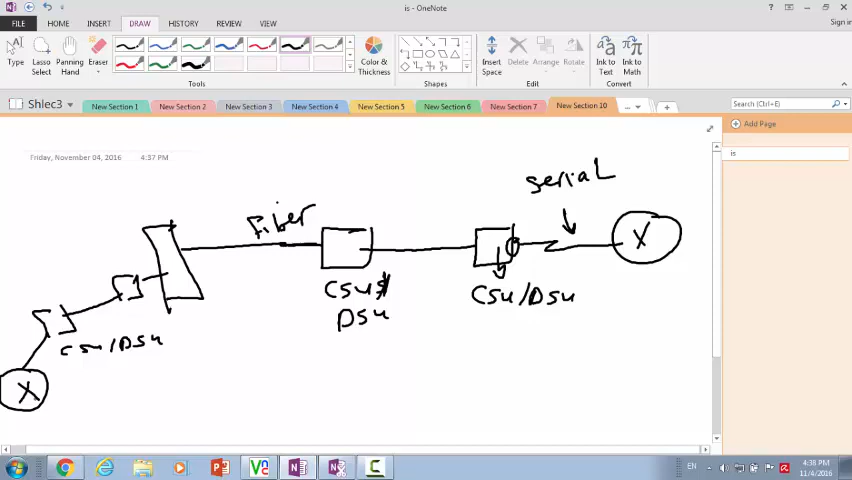 is - OneNote
FILE HOME INSERT DRAW HISTORY REVIEW VIEW
Sign in
Type Lasso Select Panning Hand Eraser
Color & Thickness
Insert Space Delete Arrange Rotate
Ink to Text Ink to Math
Tools Shapes Edit Convert
Shlec3 New Section 1 New Section 2 New Section 3 New Section 4 New Section 5 New Section 6 New Section 7 New Section 10 ... +
Search (Ctrl+E)
Add Page
is
Friday, November 04, 2016 4:37 PM
serial
Fiber
X
csu/
Dsu
csu/Dsu
csu/Dsu
X
EN 4:38 PM
11/4/2016